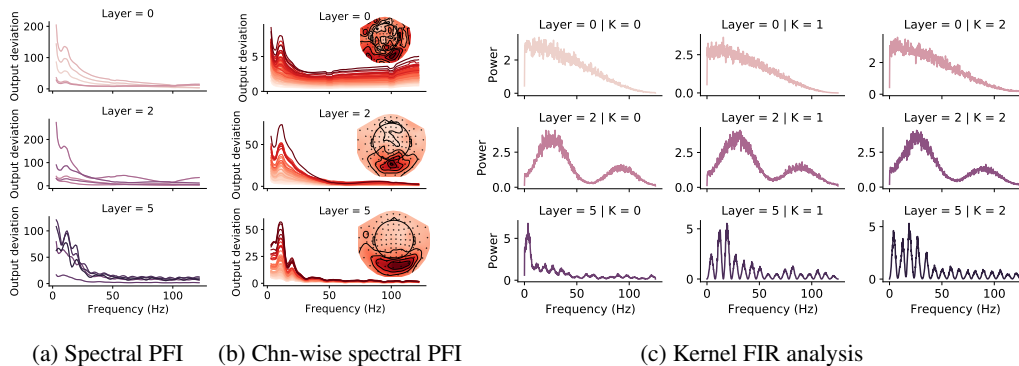 Layer = 0
Output deviation
200
100
0
Layer = 2
Output deviation
200
100
0
Layer = 5
Output deviation
100
50
0
0
50
100
Frequency (Hz)
(a) Spectral PFI
Layer = 0
Output deviation
5
0
Layer = 2
Output deviation
50
0
Layer = 5
Output deviation
10
5
0
0
50
100
Frequency (Hz)
(b) Chn-wise spectral PFI
Layer = 0 | K = 0
Power
2
0
Layer = 0 | K = 1
2.5
0.0
Layer = 0 | K = 2
2
0
Layer = 2 | K = 0
Power
2.5
0.0
Layer = 2 | K = 1
2.5
0.0
Layer = 2 | K = 2
2.5
0.0
Layer = 5 | K = 0
Power
5
0
0
50
100
Layer = 5 | K = 1
5.0
2.5
0.0
0
50
100
Layer = 5 | K = 2
5
0
0
50
100
Frequency (Hz)
Frequency (Hz)
Frequency (Hz)
(c) Kernel FIR analysis